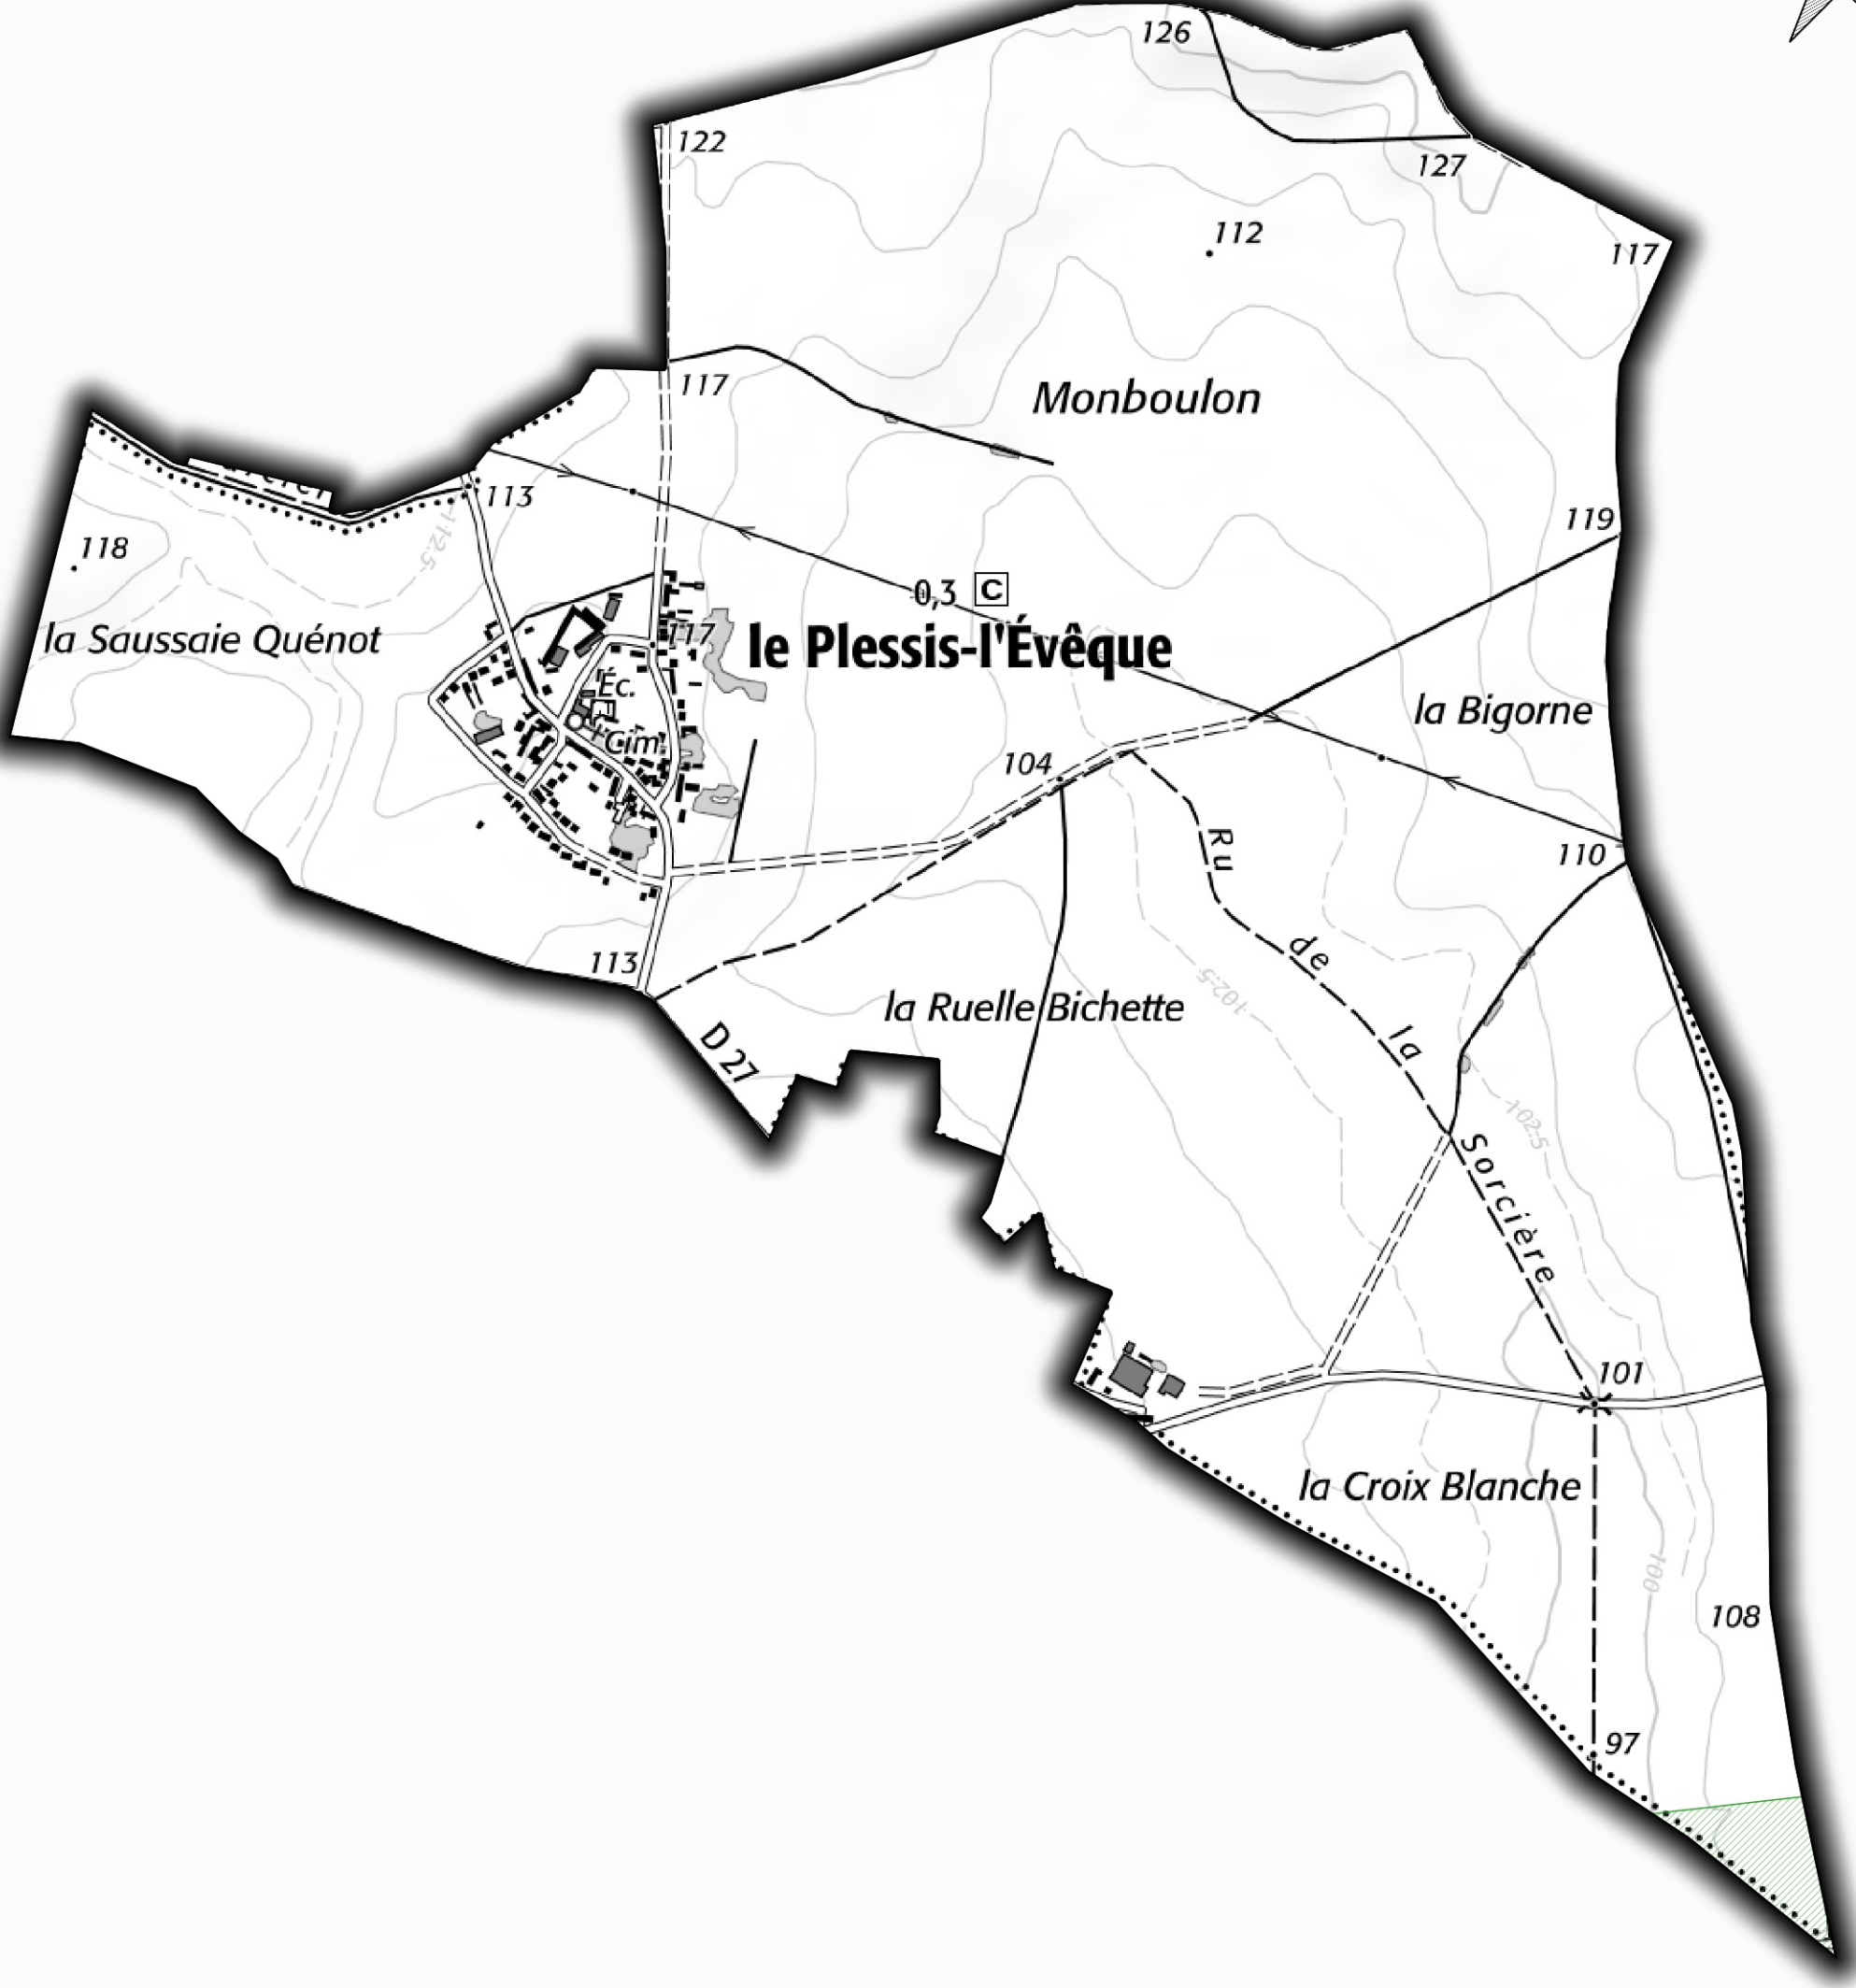 126
122
127
112
117
117
Monboulon
113
119
118
112.5
0,3 C
la Saussaie Quénot
117
le Plessis-l'Évêque
Éc.
la Bigorne
Cim.
104
110
Ru de la Sorcière
113
102.5
la Ruelle Bichette
D 27
102.5
101
la Croix Blanche
100
108
97